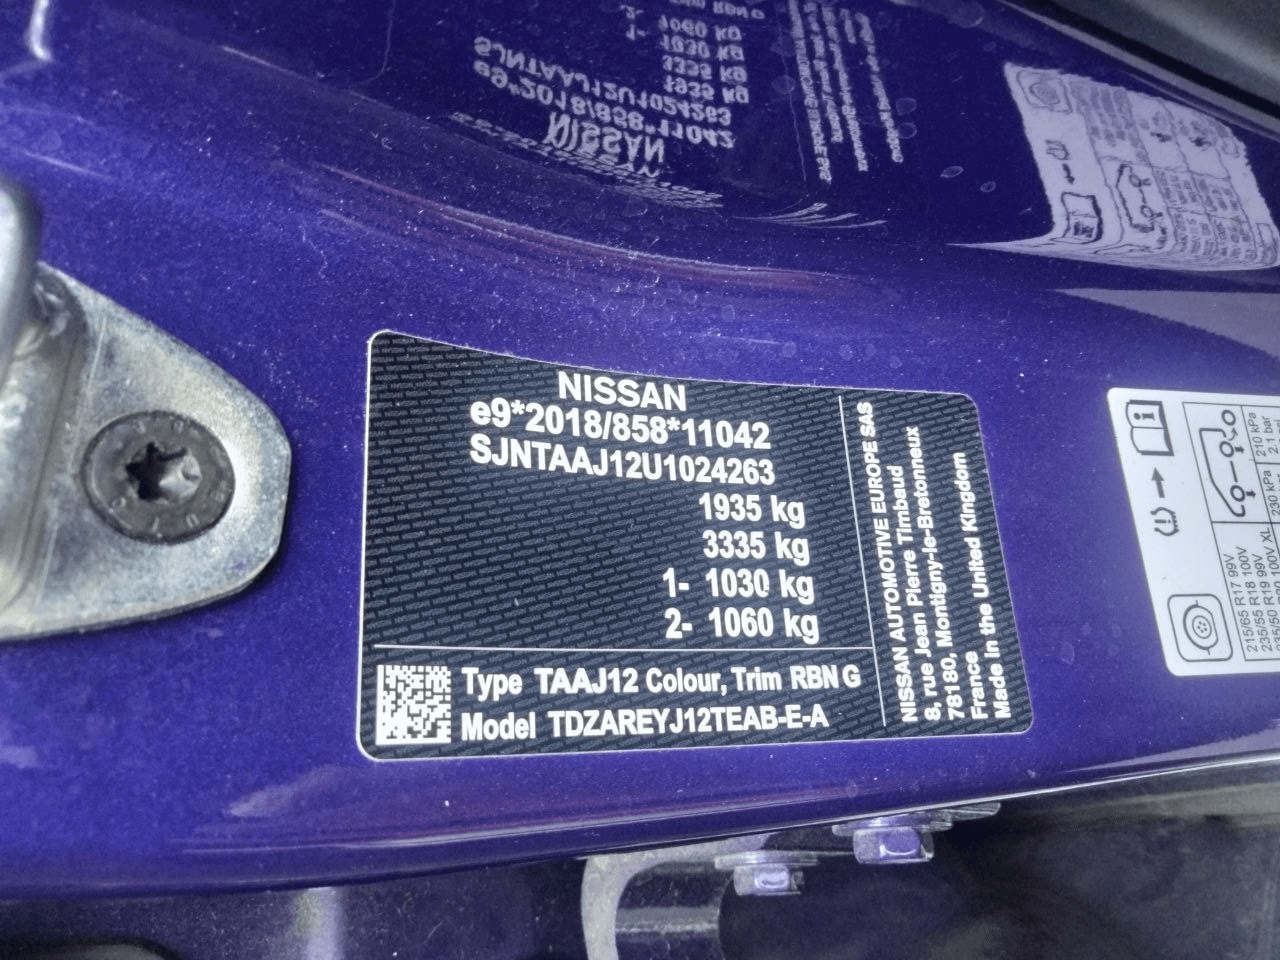 NISSAN
e9*2018/858*11042
SJNTAAJ12U1024263
1935 kg
3335 kg
1- 1030 kg
2- 1060 kg
Type TAAJ12 Colour, Trim RBN G
Model TDZAREYJ12TEAB-E-A
NISSAN AUTOMOTIVE EUROPE SAS
8, rue Jean Pierre Timbaud
78180, Montigny-le-Bretonneux
France
Made in the United Kingdom
210 kPa
2.1 bar
230 kPa
215/65 R17 99V
235/55 R18 100V
235/50 R19 99V